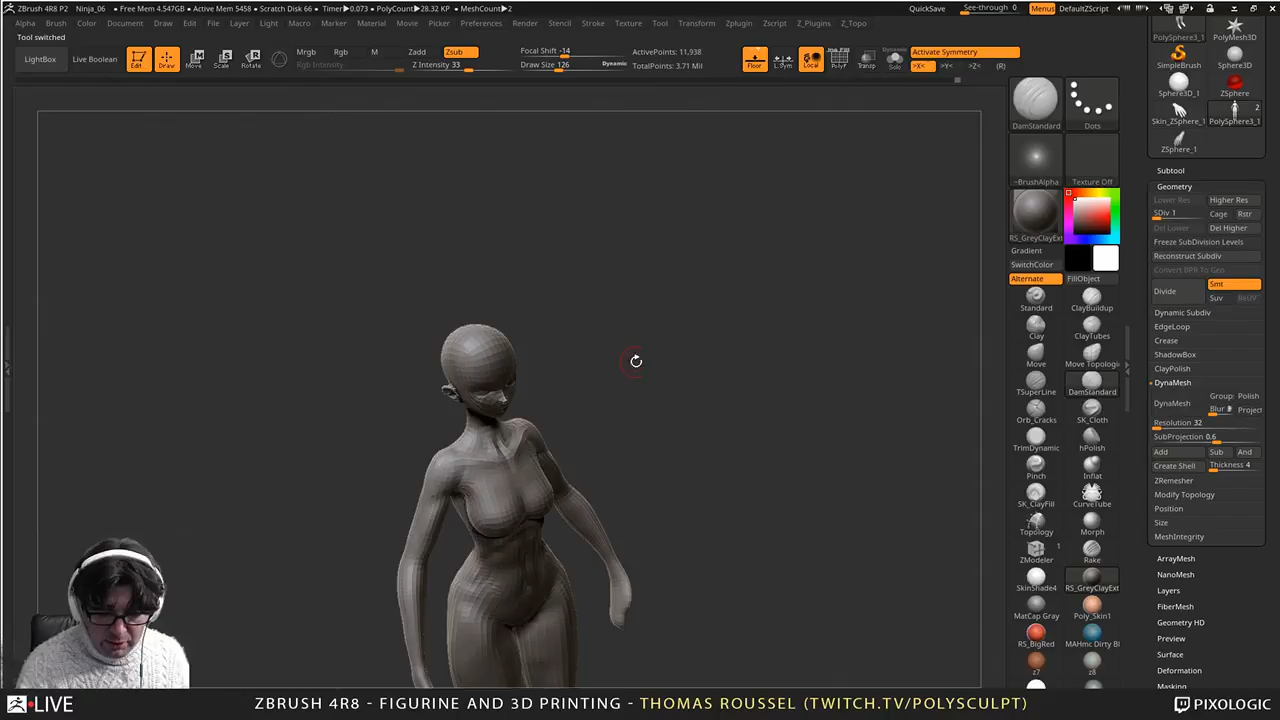 ZBrush 4R8 P2 Ninja_06 • Free Mem 4.547GB • Active Mem 5458 • Scratch Disk 66 • Timer▶0.073 • PolyCount▶28.32 KP • MeshCount▶2
QuickSave See-through 0 Menus DefaultZScript
Alpha Brush Color Document Draw Edit File Layer Light Macro Marker Material Movie Picker Preferences Render Stencil Stroke Texture Tool Transform Zplugin Zscript Z_Plugins Z_Topo
Tool switched
LightBox Live Boolean Edit Draw Move Scale Rotate
Mrgb Rgb M Zadd Zsub
Rgb Intensity Z Intensity 33
Focal Shift -14
Draw Size 126 Dynamic
ActivePoints: 11,938
TotalPoints: 3.71 Mil
Floor L.Sym Local PolyF Transp
Dynamic
Solo
Activate Symmetry
>X< >Y< >Z< (R)
DamStandard Dots
~BrushAlpha Texture Off
RS_GreyClayExt
Gradient
SwitchColor
Alternate FillObject
Standard ClayBuildup
Clay ClayTubes
Move Move Topologic
TSuperLine DamStandard
Orb_Cracks SK_Cloth
TrimDynamic hPolish
Pinch Inflat
SK_ClayFill CurveTube
Topology Morph
ZModeler 1 Rake
SkinShade4 RS_GreyClayExt
MatCap Gray Poly_Skin1
RS_BigRed MAHmc Dirty Bl
z7 z8
PolySphere3_1 PolyMesh3D
SimpleBrush Sphere3D
Sphere3D_1 ZSphere
2
Skin_ZSphere_1 PolySphere3_1
ZSphere_1
Subtool
Geometry
Lower Res Higher Res
SDiv 1 Cage Rstr
Del Lower Del Higher
Freeze SubDivision Levels
Reconstruct Subdiv
Convert BPR To Geo
Divide Smt
Suv ReUV
Dynamic Subdiv
EdgeLoop
Crease
ShadowBox
ClayPolish
DynaMesh
DynaMesh Group: Polish
Blur Project
Resolution 32
SubProjection 0.6
Add Sub And
Create Shell Thickness 4
ZRemesher
Modify Topology
Position
Size
MeshIntegrity
ArrayMesh
NanoMesh
Layers
FiberMesh
Geometry HD
Preview
Surface
Deformation
Masking
LIVE ZBRUSH 4R8 - FIGURINE AND 3D PRINTING - THOMAS ROUSSEL (TWITCH.TV/POLYSCULPT) PIXOLOGIC